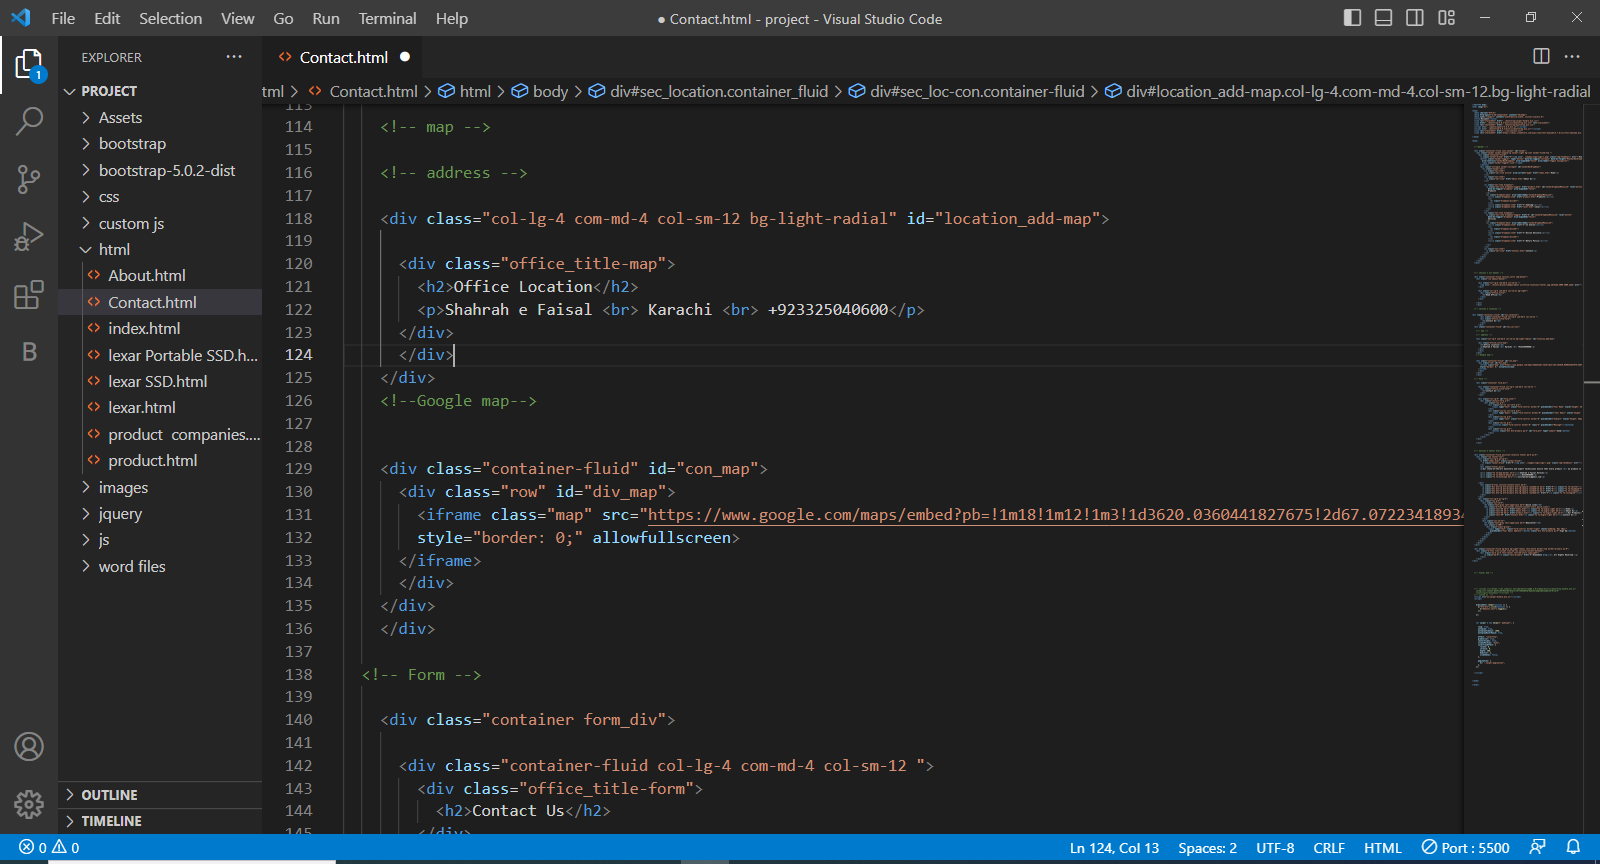 File Edit Selection View Go Run Terminal Help
● Contact.html - project - Visual Studio Code
EXPLORER
Contact.html
PROJECT
tml > Contact.html > html > body > div#sec_location.container_fluid > div#sec_loc-con.container-fluid > div#location_add-map.col-lg-4.com-md-4.col-sm-12.bg-light-radial
Assets
bootstrap
bootstrap-5.0.2-dist
css
custom js
html
About.html
Contact.html
index.html
lexar Portable SSD.h...
lexar SSD.html
lexar.html
product companies....
product.html
images
jquery
js
word files
OUTLINE
TIMELINE
1
B
113
114 <!-- map -->
115
116 <!-- address -->
117
118 <div class="col-lg-4 com-md-4 col-sm-12 bg-light-radial" id="location_add-map">
119
120 <div class="office_title-map">
121 <h2>Office Location</h2>
122 <p>Shahrah e Faisal <br> Karachi <br> +923325040600</p>
123 </div>
124 </div>
125 </div>
126 <!--Google map-->
127
128
129 <div class="container-fluid" id="con_map">
130 <div class="row" id="div_map">
131 <iframe class="map" src="https://www.google.com/maps/embed?pb=!1m18!1m12!1m3!1d3620.0360441827675!2d67.0722341893
132 style="border: 0;" allowfullscreen>
133 </iframe>
134 </div>
135 </div>
136 </div>
137
138 <!-- Form -->
139
140 <div class="container form_div">
141
142 <div class="container-fluid col-lg-4 com-md-4 col-sm-12 ">
143 <div class="office_title-form">
144 <h2>Contact Us</h2>
145 </div>
0 0
Ln 124, Col 13 Spaces: 2 UTF-8 CRLF HTML Port : 5500